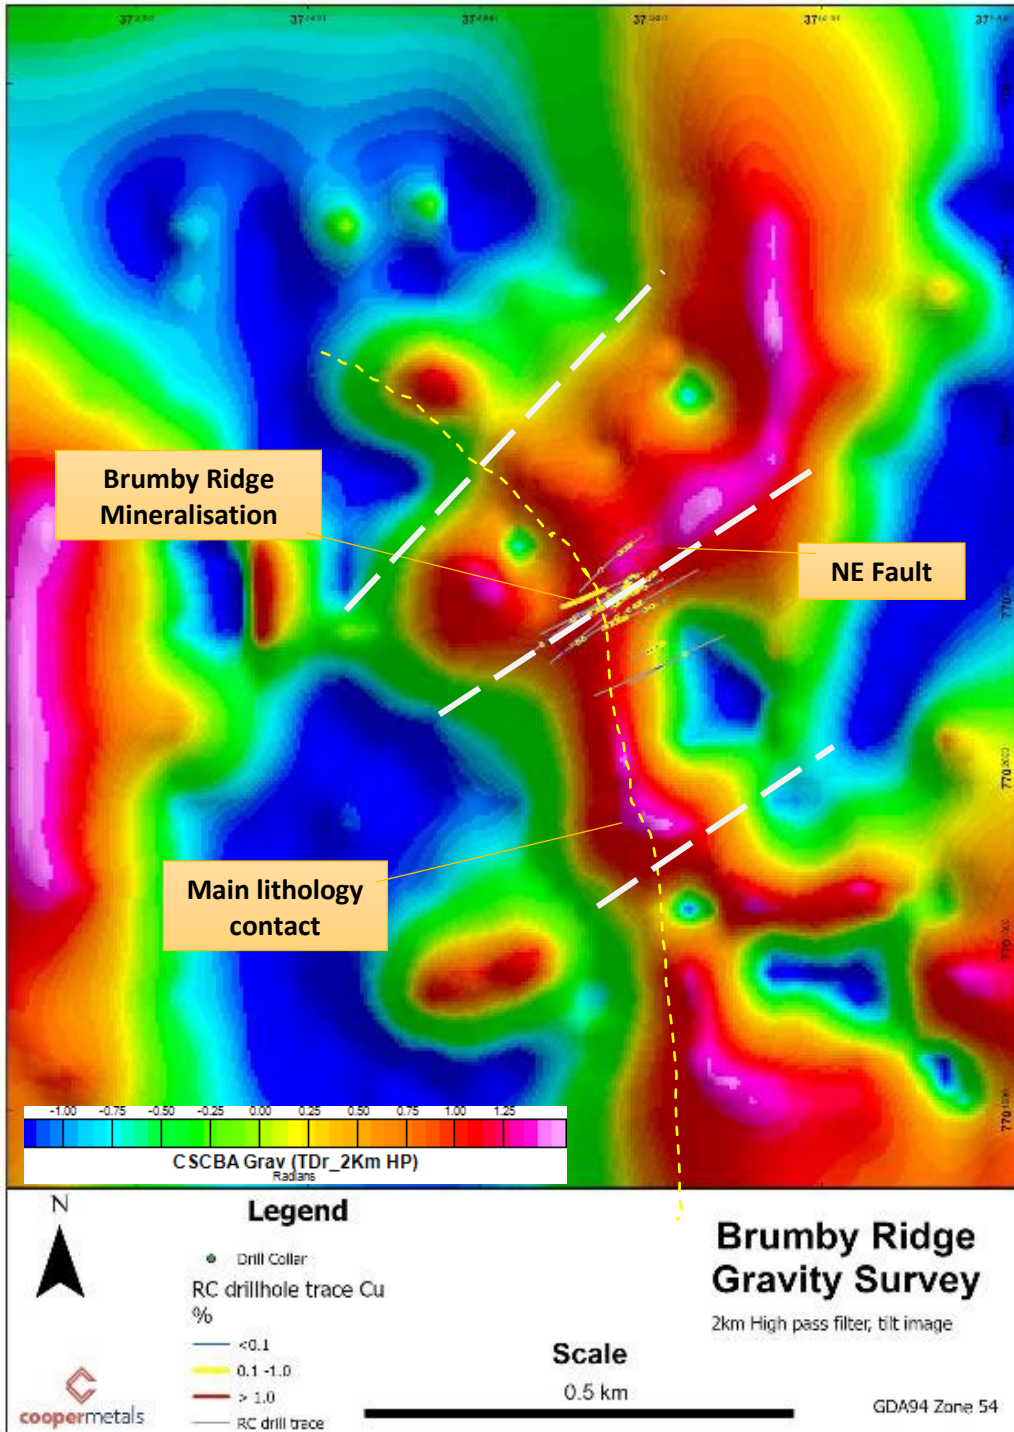 Brumby Ridge
Mineralisation
NE Fault
Main lithology
contact
-1.00 -0.75 -0.50 -0.25 0.00 0.25 0.50 0.75 1.00 1.25
CSCBA Grav (TDr_2Km HP)
Radians
N
Legend
Drill Collar
RC drillhole trace Cu
%
<0.1
0.1 -1.0
> 1.0
RC drill trace
coopermetals
Scale
0.5 km
Brumby Ridge
Gravity Survey
2km High pass filter, tilt image
GDA94 Zone 54